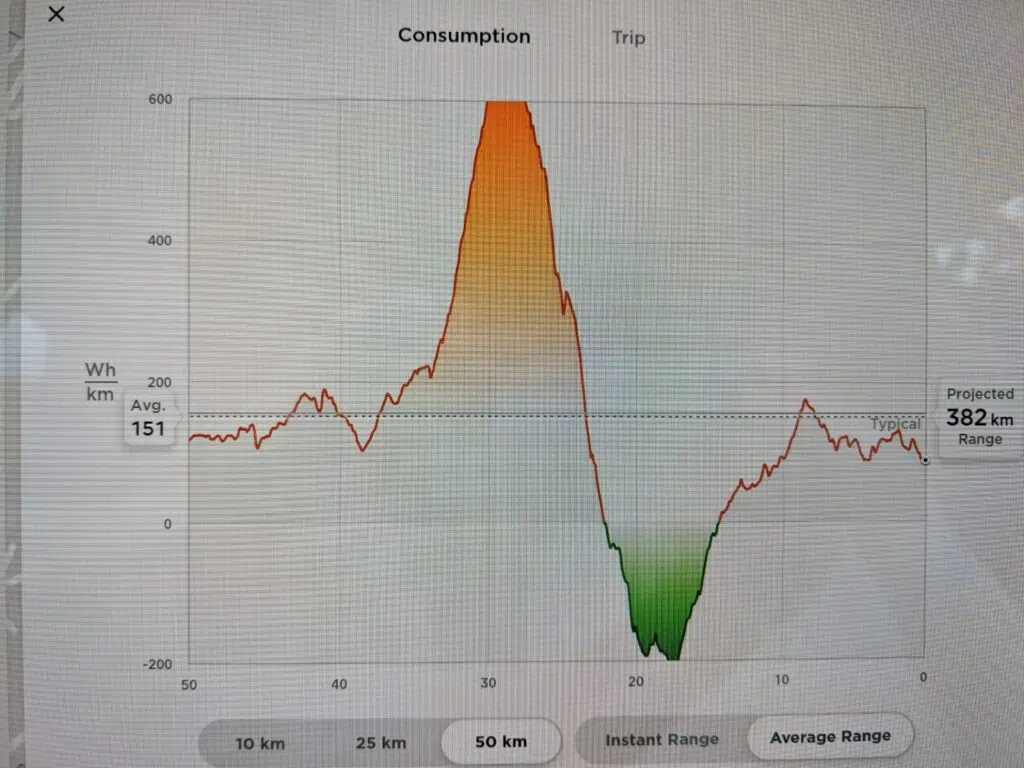 ×
Consumption
Trip
600
400
200
0
-200
Wh
km
Avg.
151
Typical
Projected
382 km
Range
50
40
30
20
10
0
10 km
25 km
50 km
Instant Range
Average Range